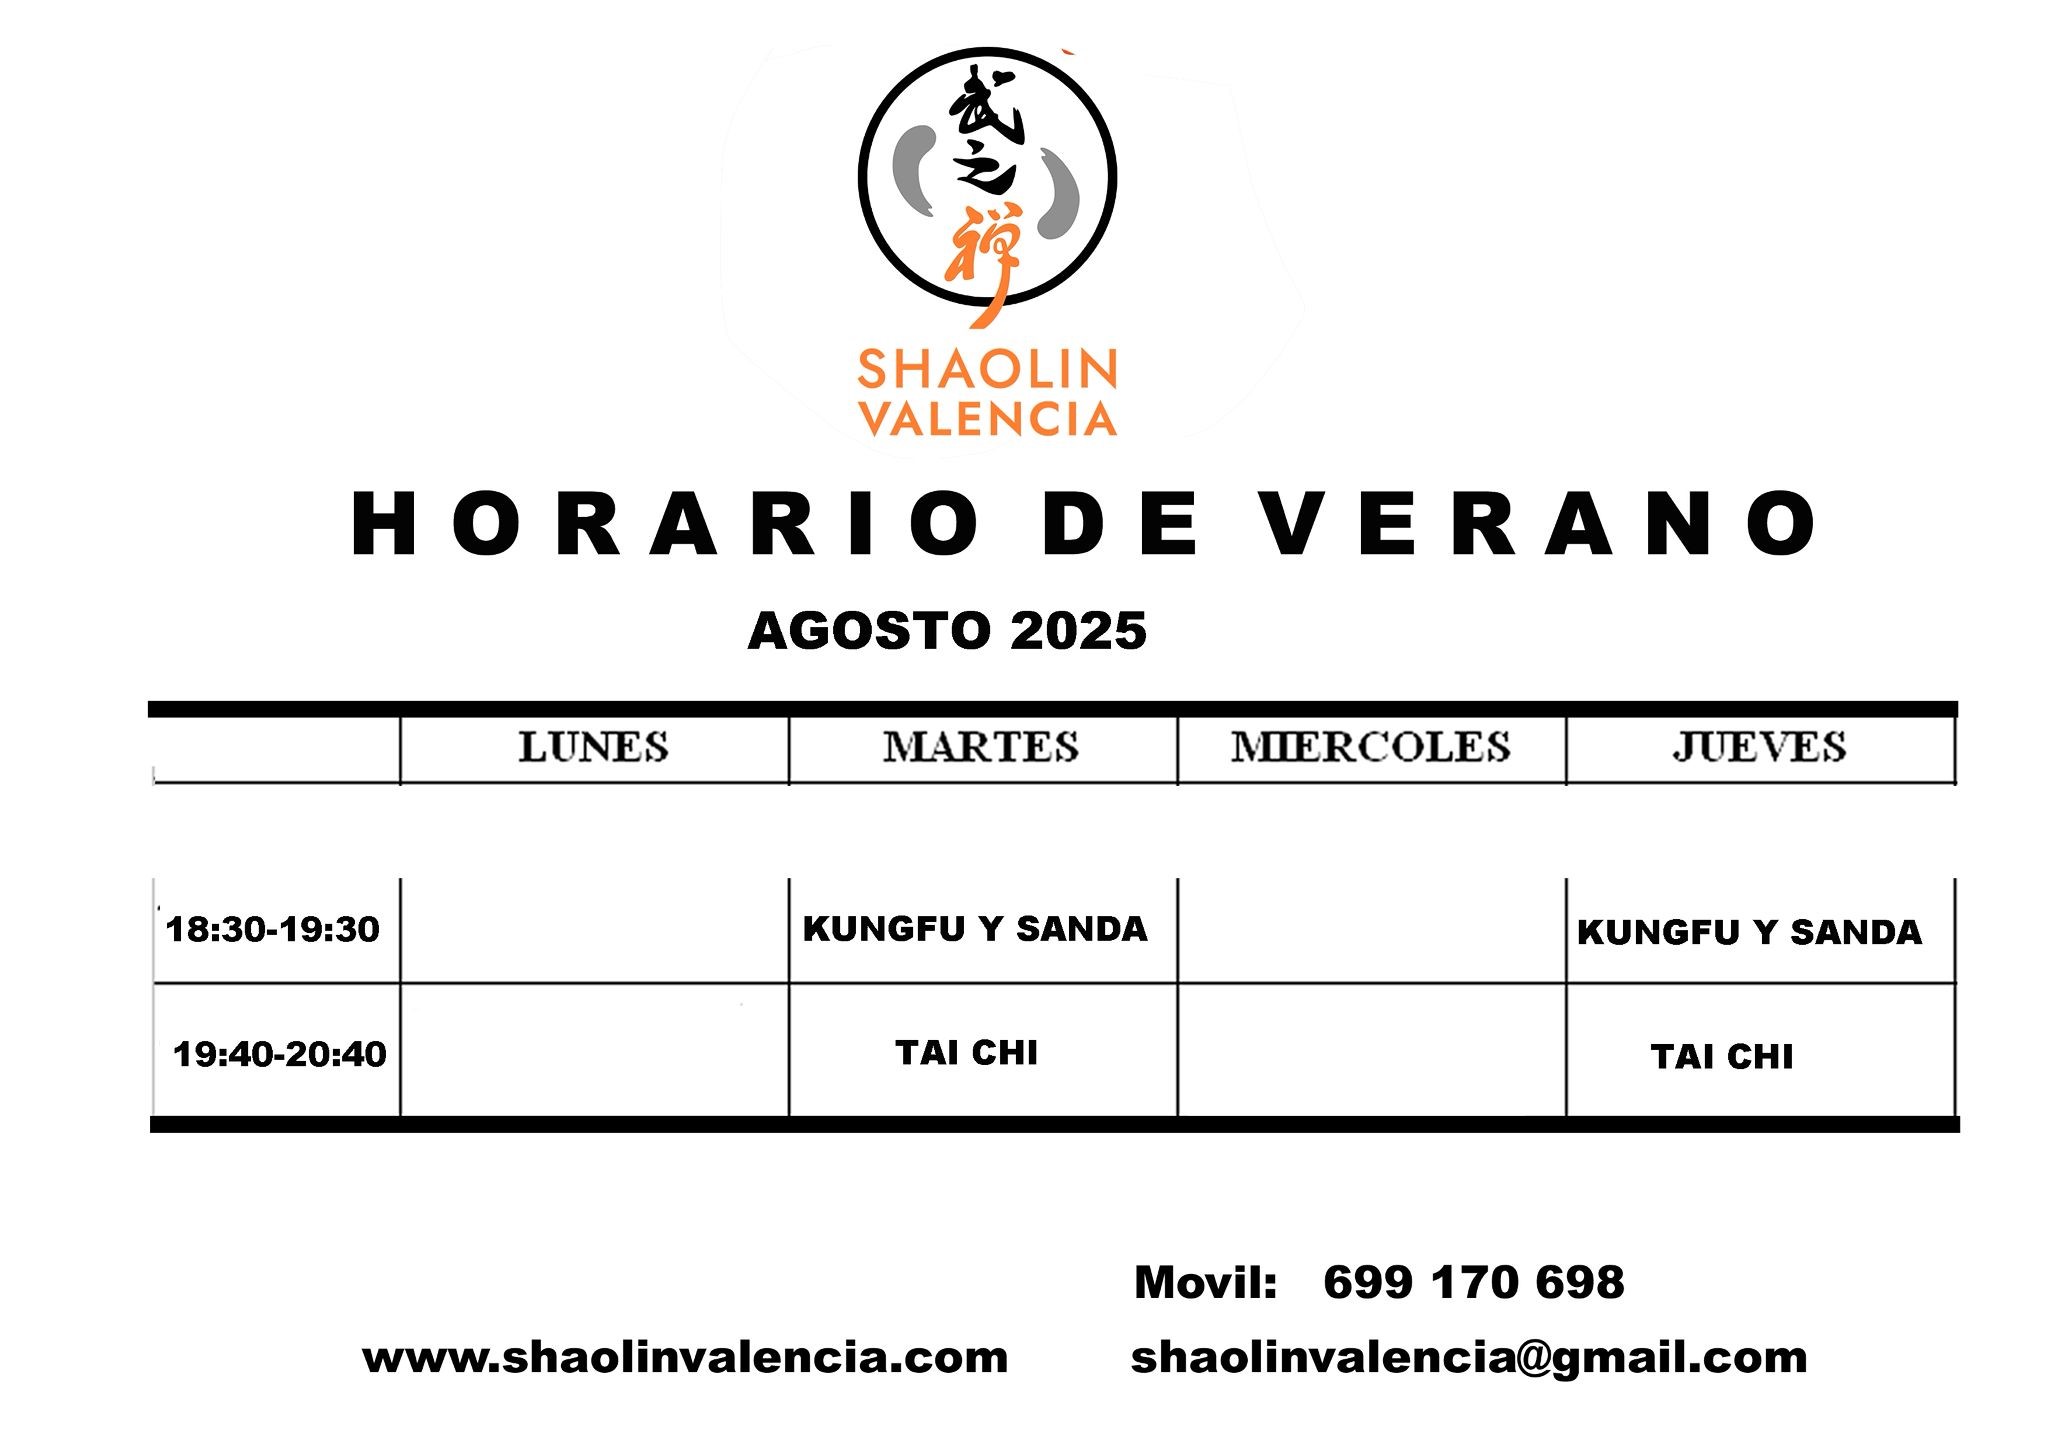 武
之
禅
SHAOLIN
VALENCIA
HORARIO DE VERANO
AGOSTO 2025
LUNES MARTES MIERCOLES JUEVES
18:30-19:30 KUNGFU Y SANDA KUNGFU Y SANDA
19:40-20:40 TAI CHI TAI CHI
Movil: 699 170 698
www.shaolinvalencia.com shaolinvalencia@gmail.com